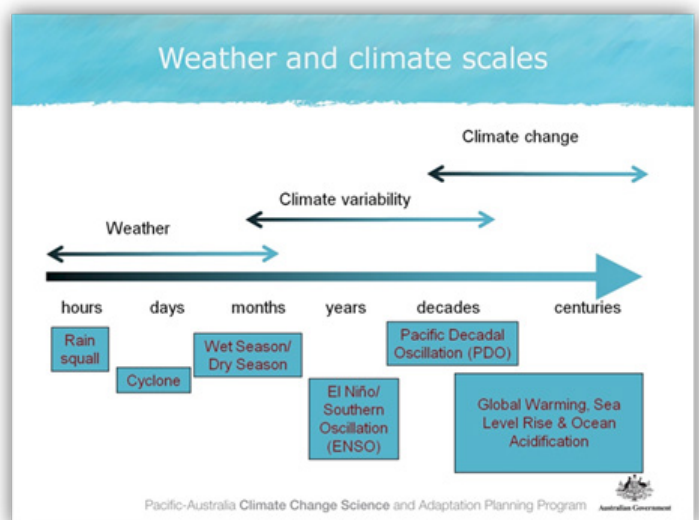 Weather and climate scales
Climate change
Climate variability
Weather
hours days months years decades centuries
Rain
squall
Cyclone
Wet Season/
Dry Season
El Niño/
Southern
Oscillation
(ENSO)
Pacific Decadal
Oscillation (PDO)
Global Warming, Sea
Level Rise & Ocean
Acidification
Pacific-Australia Climate Change Science and Adaptation Planning Program
Australian Government